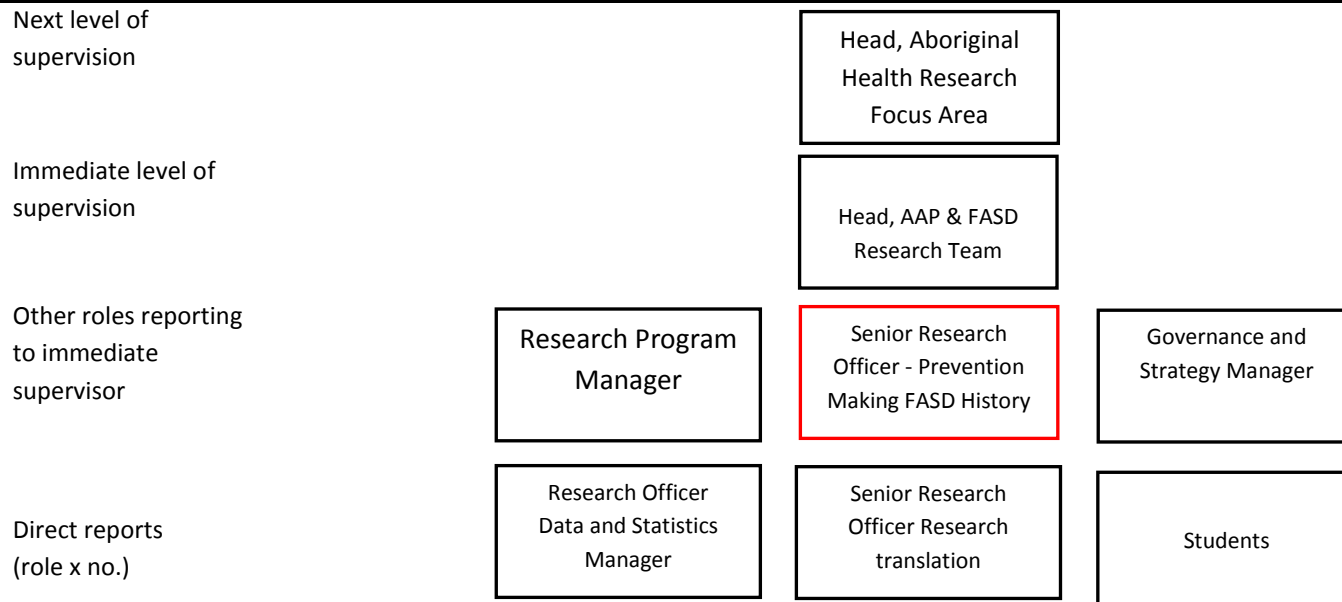 Next level of
supervision
Head, Aboriginal
Health Research
Focus Area
Immediate level of
supervision
Head, AAP & FASD
Research Team
Other roles reporting
to immediate
supervisor
Research Program
Manager
Senior Research
Officer - Prevention
Making FASD History
Governance and
Strategy Manager
Direct reports
(role x no.)
Research Officer
Data and Statistics
Manager
Senior Research
Officer Research
translation
Students